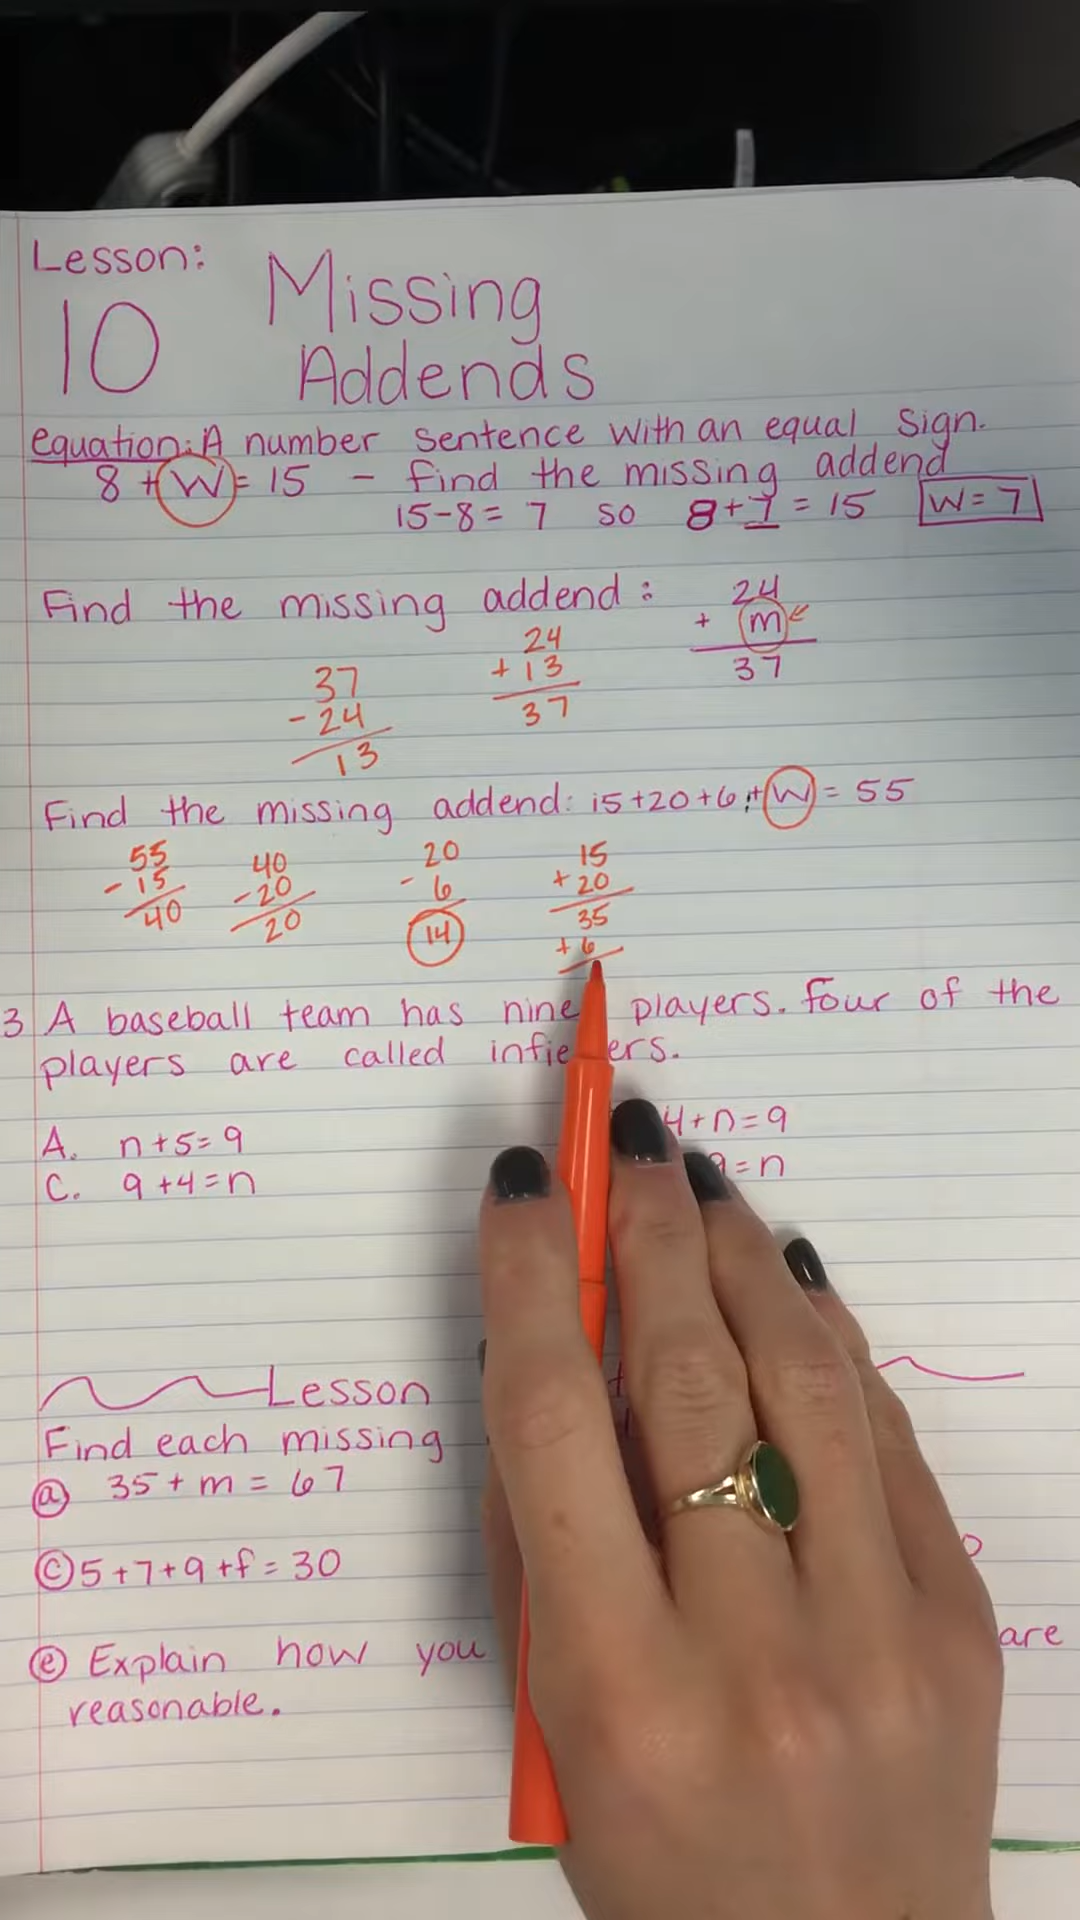 Lesson:
10 Missing
Addends
equation: A number sentence with an equal sign.
8 + W = 15 - find the missing addend
15-8 = 7 so 8+7 = 15 W = 7
Find the missing addend:
24
+ m
37
37
- 24
13
24
+ 13
37
Find the missing addend: 15+20+6+W = 55
55
- 15
40
40
- 20
20
20
- 6
14
15
+ 20
35
+ 6
3 A baseball team has nine players. Four of the
players are called
A. n+5=9
4+n=9
C. 9+4=n
9=n
Lesson
Find each missing
(a) 35 + m = 67
(c) 5+7+9+f = 30
(e) Explain how you are
reasonable.